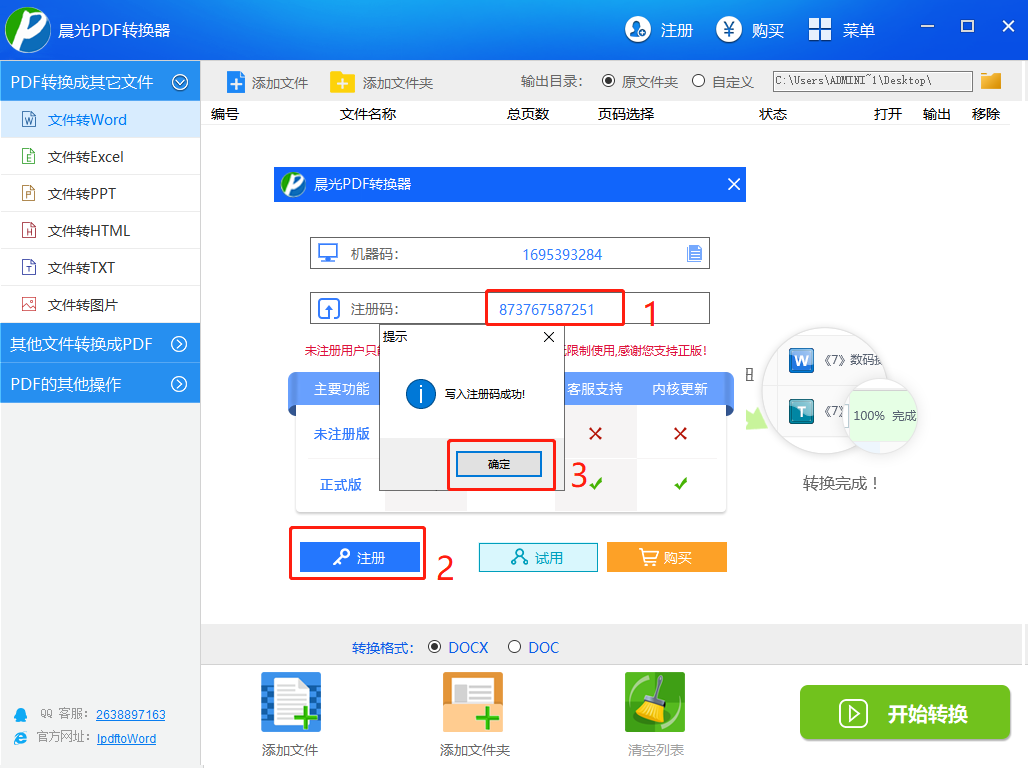 晨光PDF转换器
注册
购买
菜单
PDF转换成其它文件
添加文件
添加文件夹
输出目录：
原文件夹
自定义
C:\Users\ADMINI~1\Desktop\
文件转Word
文件转Excel
文件转PPT
文件转HTML
文件转TXT
文件转图片
其他文件转换成PDF
PDF的其他操作
编号 文件名称 总页数 页码选择 状态 打开 输出 移除
晨光PDF转换器
机器码： 1695393284
注册码： 873767587251
1
未注册用户只
限制使用,感谢您支持正版!
提示
写入注册码成功!
确定
3
主要功能 客服支持 内核更新
未注册版
正式版
注册
2
试用
购买
W 《7》数码
T 《7》
100% 完成
转换完成！
转换格式： DOCX DOC
添加文件
添加文件夹
清空列表
开始转换
QQ 客服： 2638897163
官方网址： IpdftoWord